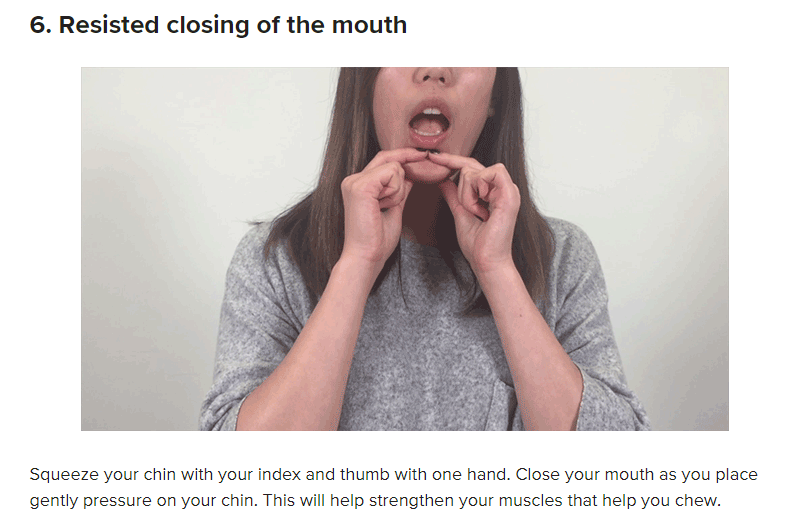 6. Resisted closing of the mouth
Squeeze your chin with your index and thumb with one hand. Close your mouth as you place
gently pressure on your chin. This will help strengthen your muscles that help you chew.